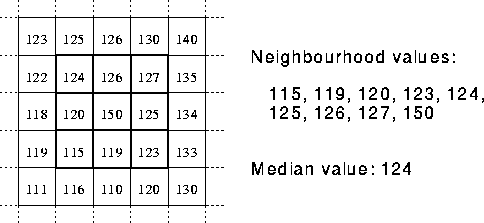 123 125 126 130 140
122 124 126 127 135
118 120 150 125 134
119 115 119 123 133
111 116 110 120 130
Neighbourhood values:
115, 119, 120, 123, 124,
125, 126, 127, 150
Median value: 124